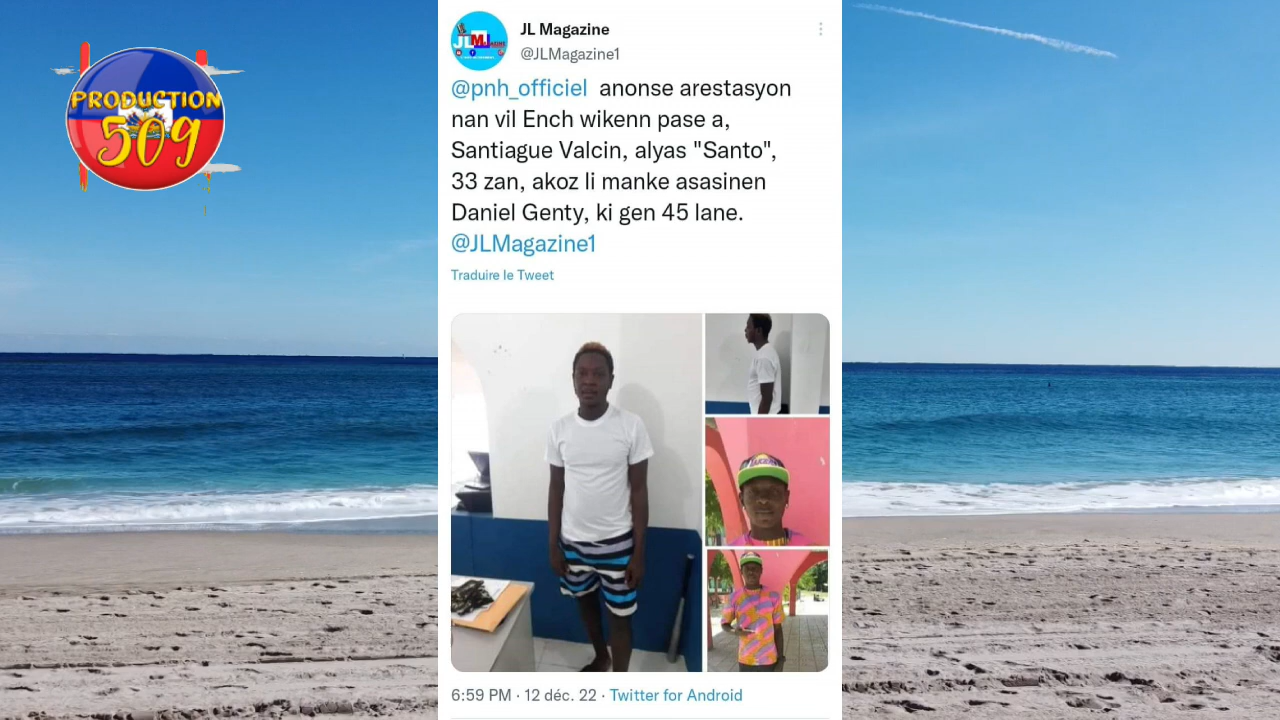 PRODUCTION
509
JL Magazine
@JLMagazine1
@pnh_officiel anonse arestasyon
nan vil Ench wikenn pase a,
Santiague Valcin, alyas "Santo",
33 zan, akoz li manke asasinen
Daniel Genty, ki gen 45 lane.
@JLMagazine1
Traduire le Tweet
6:59 PM · 12 déc. 22 · Twitter for Android